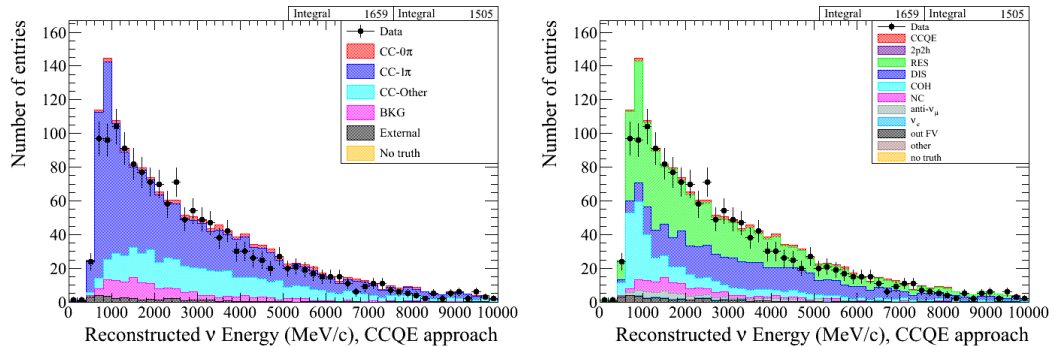 Integral 1659 Integral 1505
Number of entries
160
140
120
100
80
60
40
20
0
Data
CC-0π
CC-1π
CC-Other
BKG
External
No truth
0 1000 2000 3000 4000 5000 6000 7000 8000 9000 10000
Reconstructed ν Energy (MeV/c), CCQE approach
Integral 1659 Integral 1505
Number of entries
160
140
120
100
80
60
40
20
0
Data
CCQE
2p2h
RES
DIS
COH
NC
anti-νμ
νe
out FV
other
no truth
0 1000 2000 3000 4000 5000 6000 7000 8000 9000 10000
Reconstructed ν Energy (MeV/c), CCQE approach